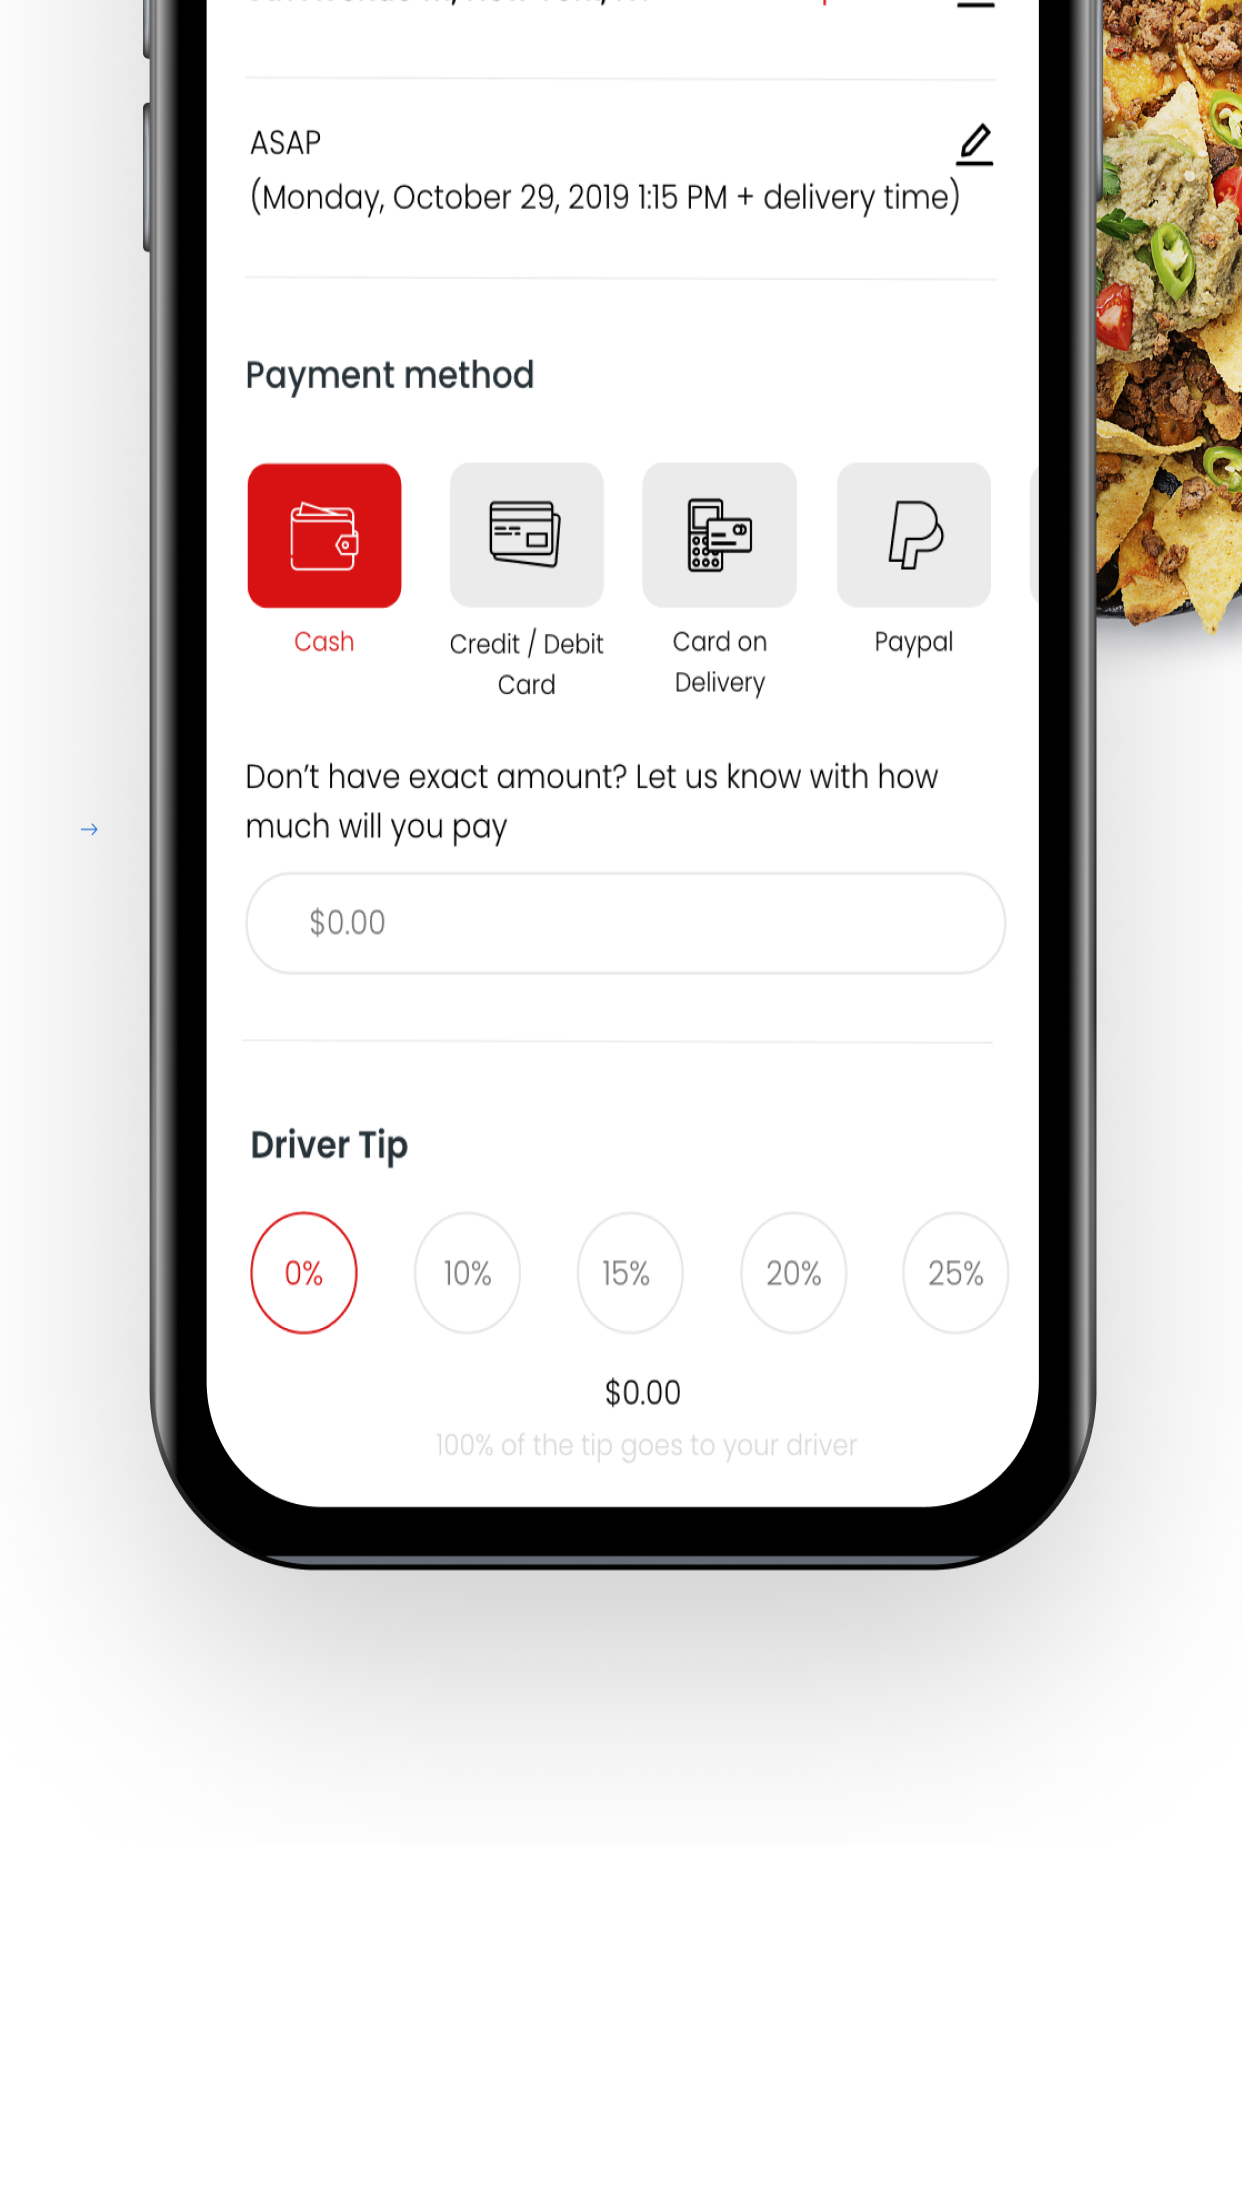 ASAP
(Monday, October 29, 2019 1:15 PM + delivery time)
Payment method
Cash
Credit / Debit
Card
Card on
Delivery
Paypal
Don't have exact amount? Let us know with how
much will you pay
$0.00
Driver Tip
0%
10%
15%
20%
25%
$0.00
100% of the tip goes to your driver